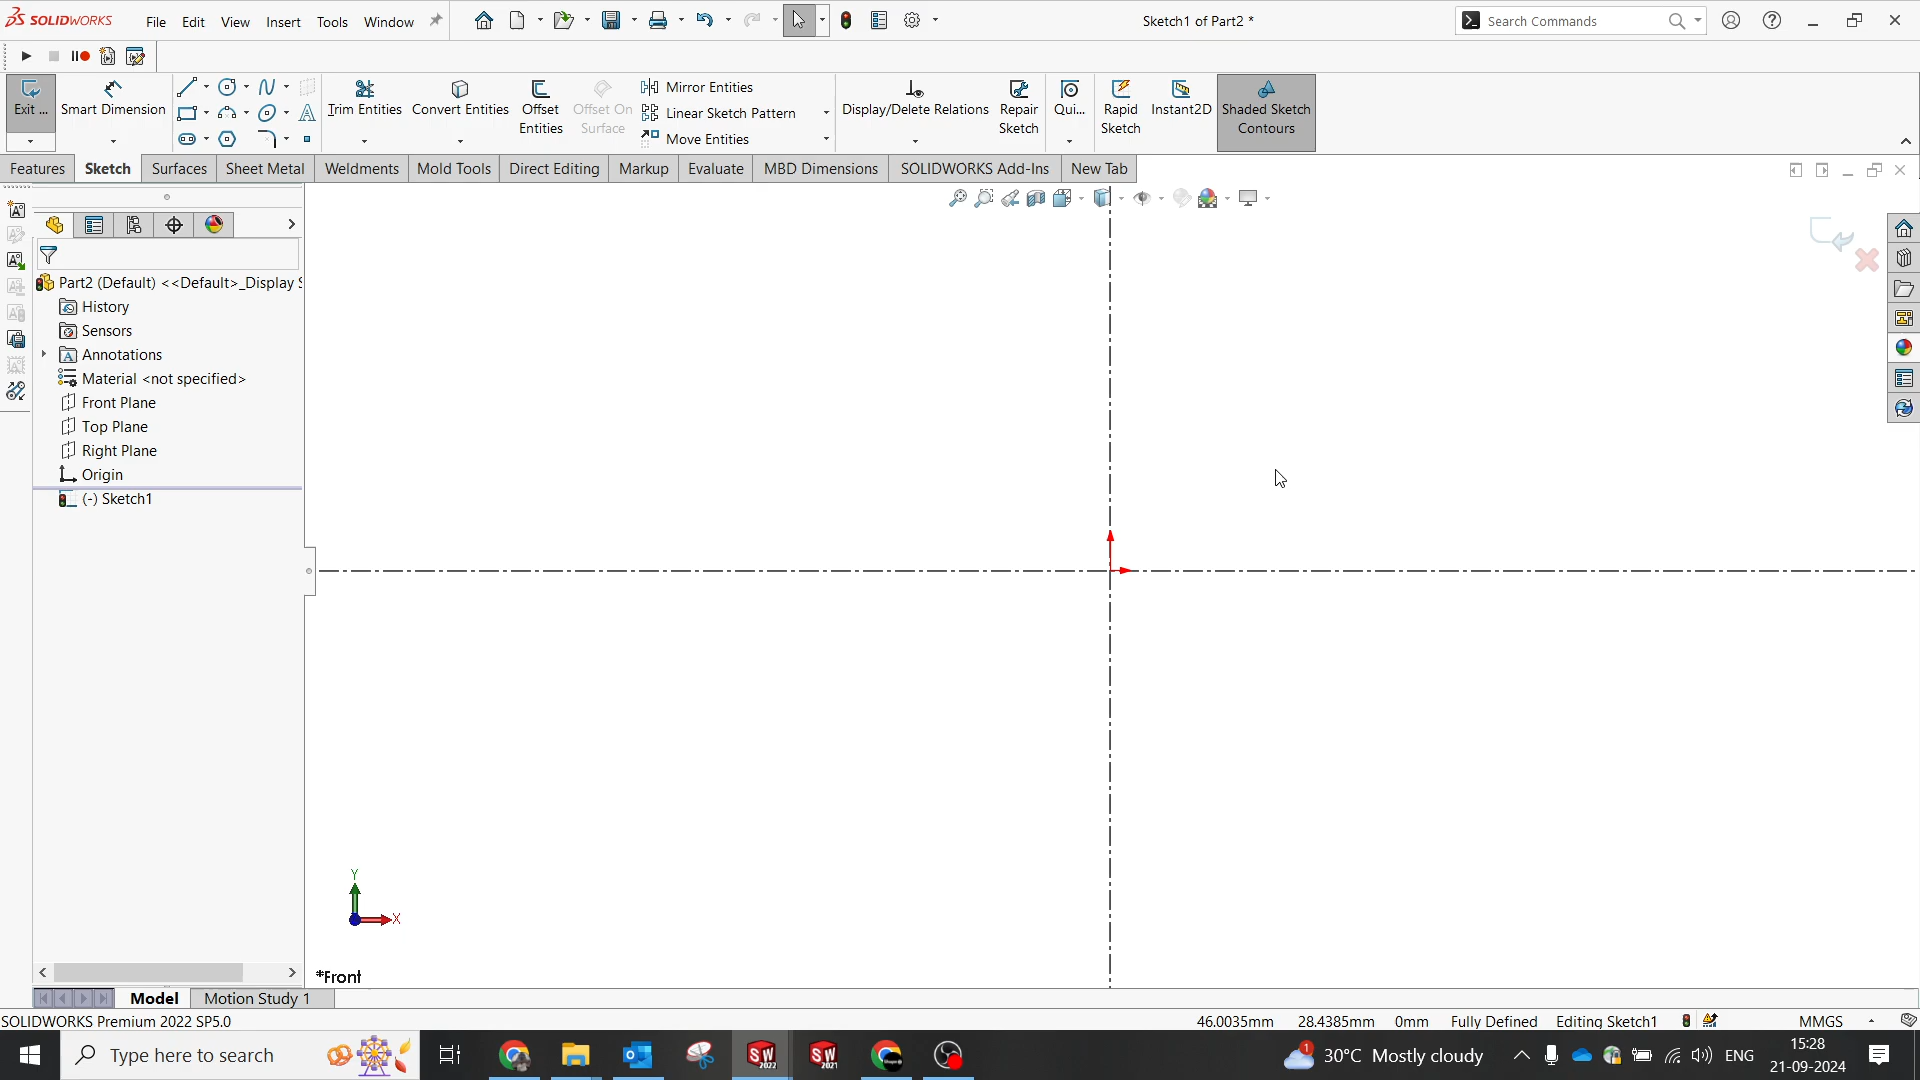 SOLIDWORKS File Edit View Insert Tools Window Sketch1 of Part2 * Search Commands
Exit ... Smart Dimension Trim Entities Convert Entities Offset Entities Offset On Surface Mirror Entities Linear Sketch Pattern Move Entities Display/Delete Relations Repair Sketch Qui... Rapid Sketch Instant2D Shaded Sketch Contours
Features Sketch Surfaces Sheet Metal Weldments Mold Tools Direct Editing Markup Evaluate MBD Dimensions SOLIDWORKS Add-Ins New Tab
Part2 (Default) <<Default>_Display S
History
Sensors
Annotations
Material <not specified>
Front Plane
Top Plane
Right Plane
Origin
(-) Sketch1
Y
X
*Front
Model Motion Study 1
SOLIDWORKS Premium 2022 SP5.0 46.0035mm 28.4385mm 0mm Fully Defined Editing Sketch1 MMGS
Type here to search SW 2022 SW 2021 1 30°C Mostly cloudy ENG 15:28
21-09-2024